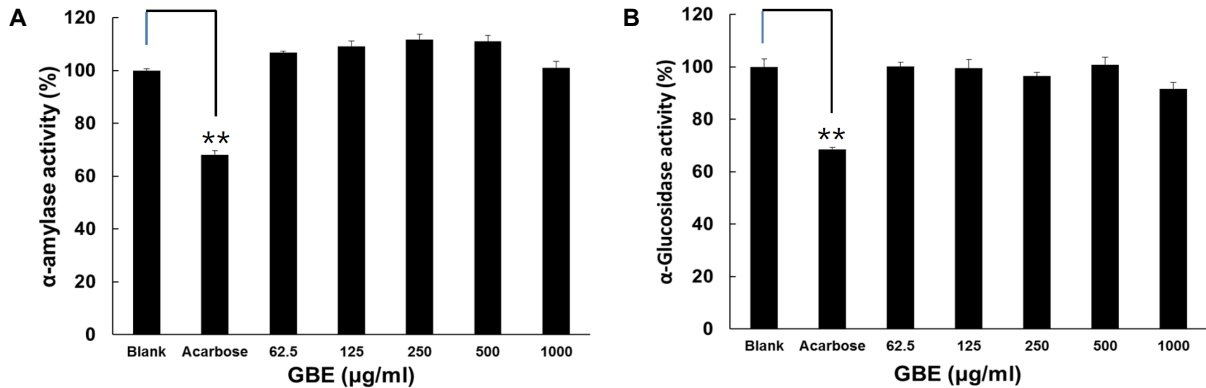 A
α-amylase activity (%)
120
100
80
60
40
20
0
**
Blank Acarbose 62.5 125 250 500 1000
GBE (µg/ml)
B
α-Glucosidase activity (%)
120
100
80
60
40
20
0
**
Blank Acarbose 62.5 125 250 500 1000
GBE (µg/ml)